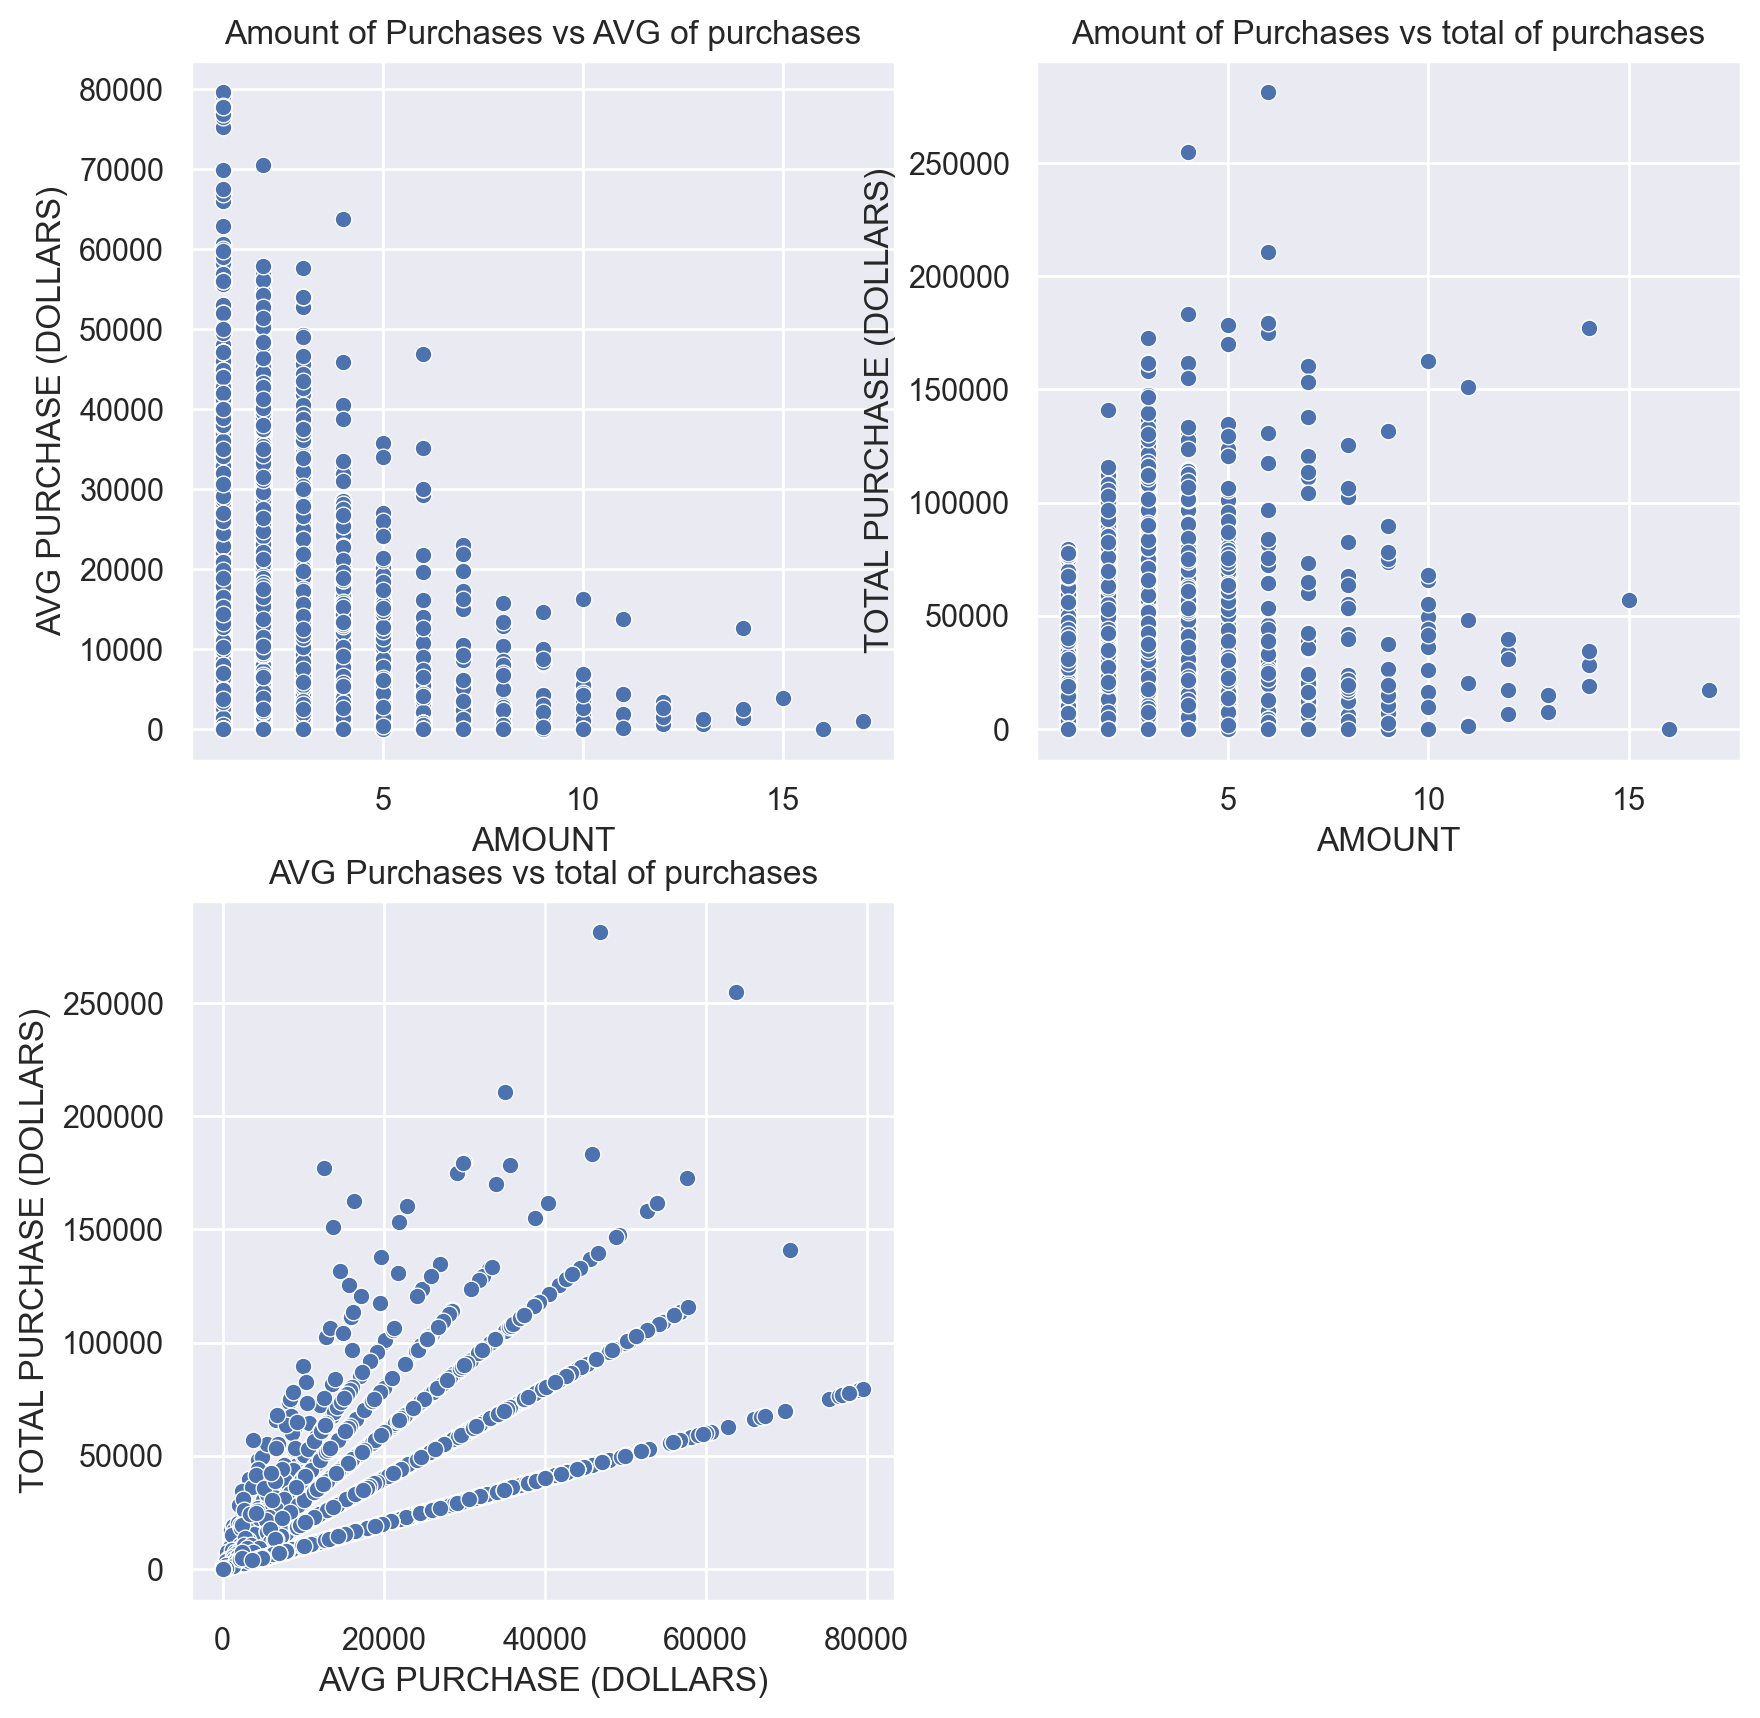 Amount of Purchases vs AVG of purchases
80000
70000
60000
50000
40000
30000
20000
10000
0
AVG PURCHASE (DOLLARS)
5 10 15
AMOUNT
Amount of Purchases vs total of purchases
250000
200000
150000
100000
50000
0
TOTAL PURCHASE (DOLLARS)
5 10 15
AMOUNT
AVG Purchases vs total of purchases
250000
200000
150000
100000
50000
0
TOTAL PURCHASE (DOLLARS)
0 20000 40000 60000 80000
AVG PURCHASE (DOLLARS)